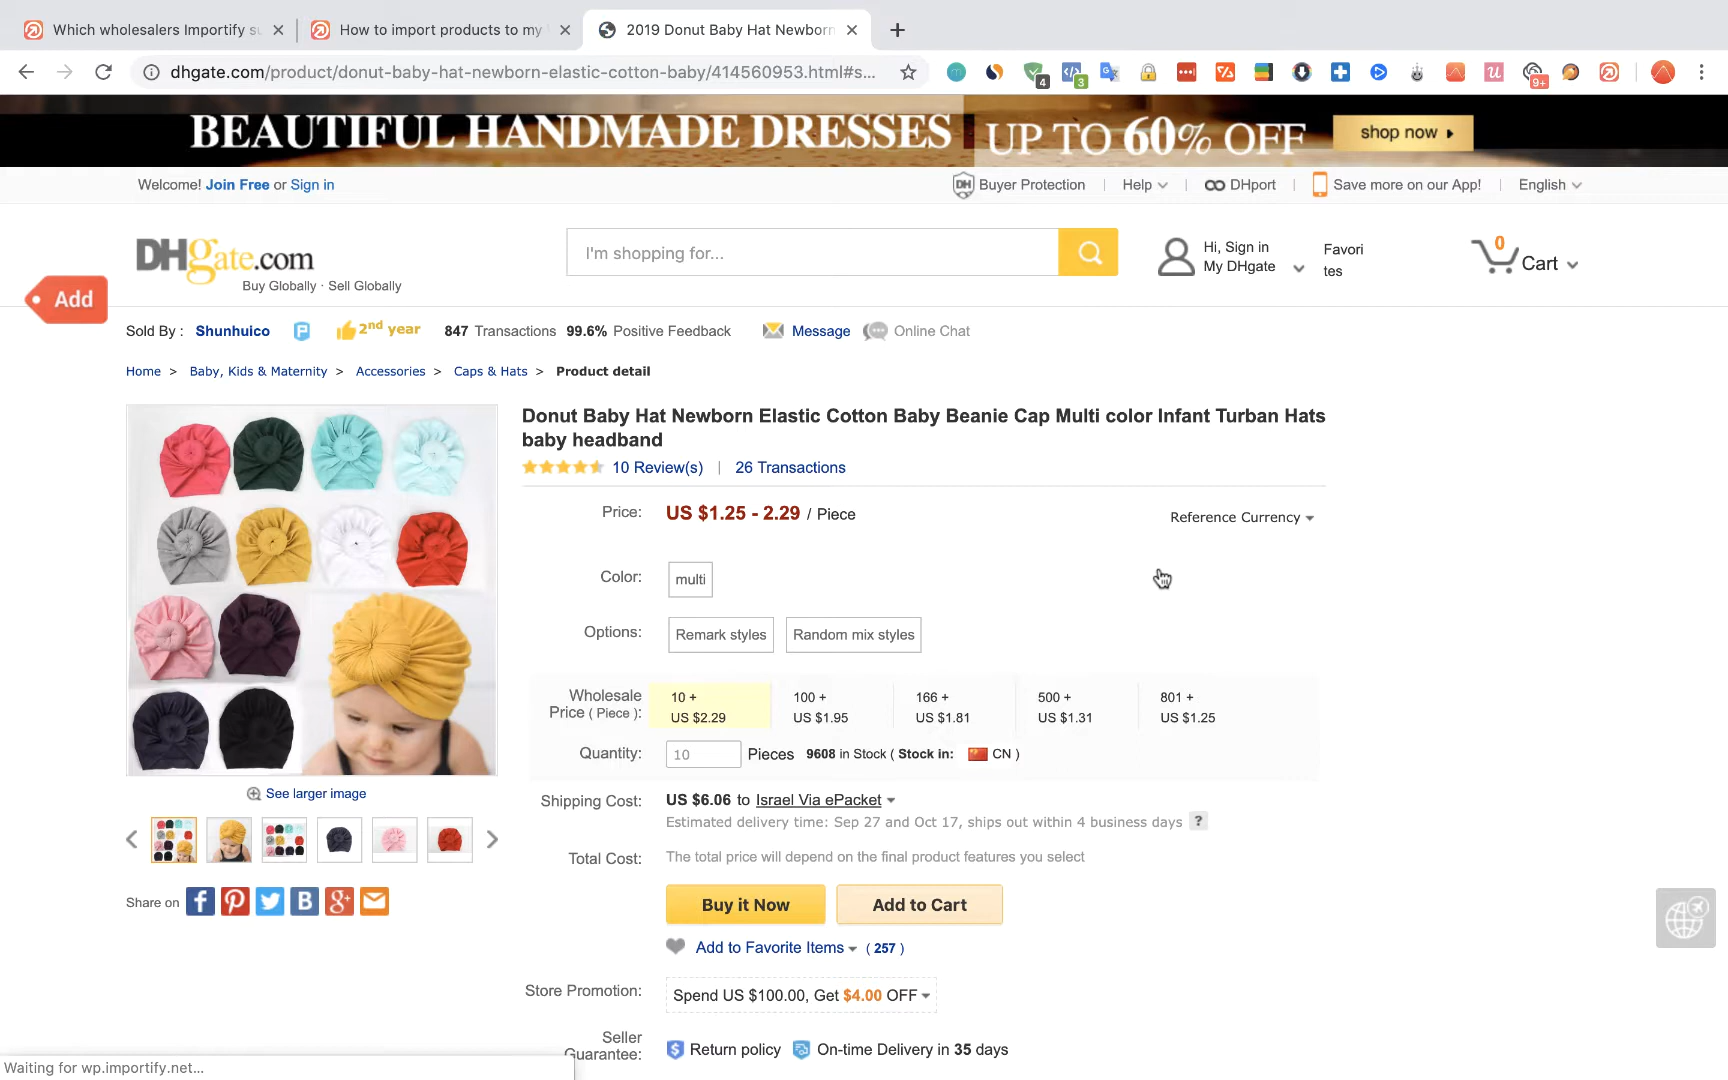 Which wholesalers Importify su
How to import products to my
2019 Donut Baby Hat Newborn
dhgate.com/product/donut-baby-hat-newborn-elastic-cotton-baby/414560953.html#s...
4
3
9+
BEAUTIFUL HANDMADE DRESSES UP TO 60% OFF shop now
Welcome! Join Free or Sign in
DH Buyer Protection | Help | DHport | Save more on our App! | English
DHgate.com
Buy Globally · Sell Globally
I'm shopping for...
Hi, Sign in
My DHgate
Favori
tes
0
Cart
Add
Sold By : Shunhuico P 2nd year 847 Transactions 99.6% Positive Feedback Message Online Chat
Home > Baby, Kids & Maternity > Accessories > Caps & Hats > Product detail
Donut Baby Hat Newborn Elastic Cotton Baby Beanie Cap Multi color Infant Turban Hats
baby headband
10 Review(s) | 26 Transactions
Price: US $1.25 - 2.29 / Piece Reference Currency
Color: multi
Options: Remark styles Random mix styles
Wholesale
Price ( Piece ):
10 + 100 + 166 + 500 + 801 +
US $2.29 US $1.95 US $1.81 US $1.31 US $1.25
Quantity: 10 Pieces 9608 in Stock ( Stock in: CN )
See larger image
Shipping Cost: US $6.06 to Israel Via ePacket
Estimated delivery time: Sep 27 and Oct 17, ships out within 4 business days ?
Total Cost: The total price will depend on the final product features you select
Share on f B g+
Buy it Now Add to Cart
Add to Favorite Items ( 257 )
Store Promotion: Spend US $100.00, Get $4.00 OFF
Seller
Guarantee:
Return policy On-time Delivery in 35 days
Waiting for wp.importify.net...